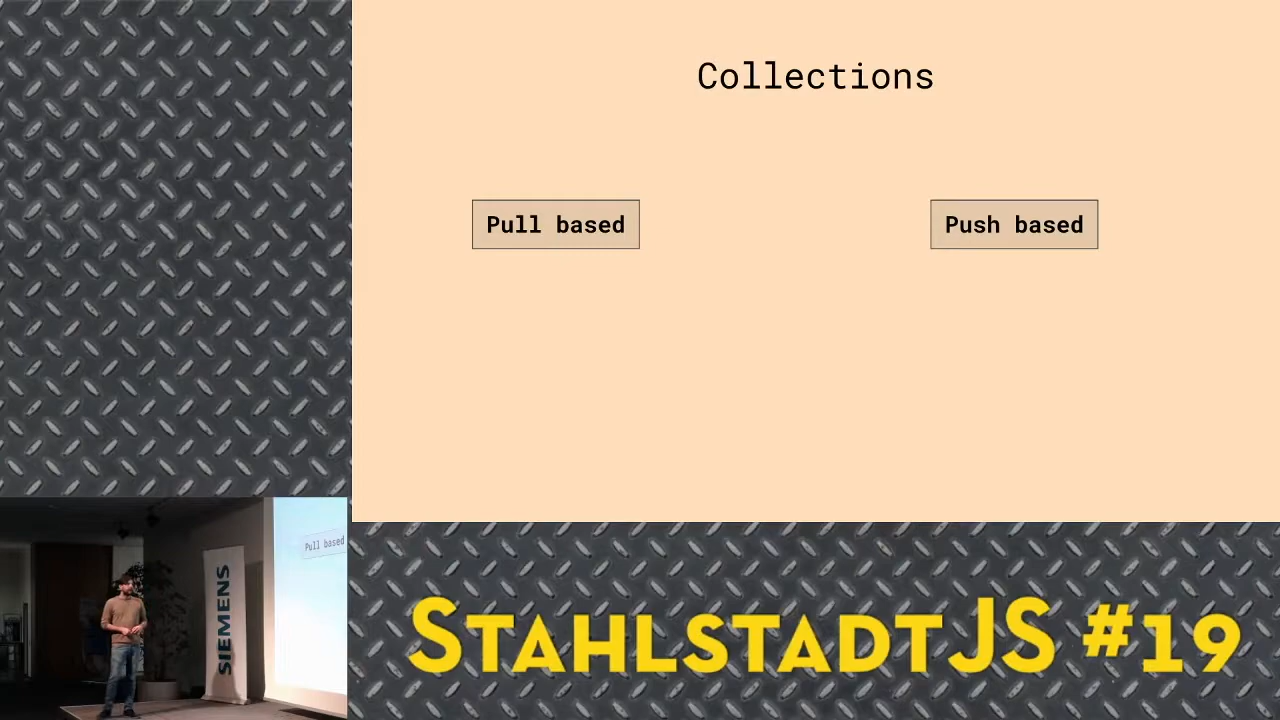 Collections
Pull based
Push based
Pull based
SIEMENS
STAHLSTADTJS #19